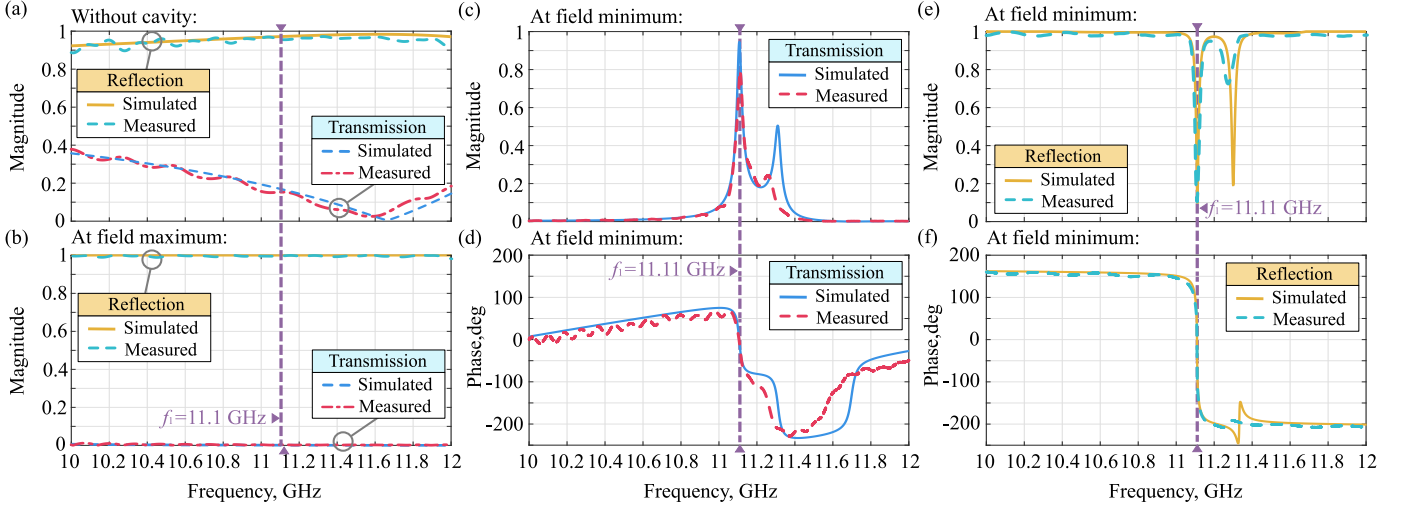 (a)
Without cavity:
1
0.8
0.6
0.4
0.2
0
Magnitude
Reflection
Simulated
Measured
Transmission
Simulated
Measured
(b)
At field maximum:
1
0.8
0.6
0.4
0.2
0
Magnitude
Reflection
Simulated
Measured
Transmission
Simulated
Measured
f₁=11.1 GHz
10 10.2 10.4 10.6 10.8 11 11.2 11.4 11.6 11.8 12
Frequency, GHz
(c)
At field minimum:
1
0.8
0.6
0.4
0.2
0
Magnitude
Transmission
Simulated
Measured
(d)
At field minimum:
200
100
0
-100
-200
Phase,deg
f₁=11.11 GHz
Transmission
Simulated
Measured
10 10.2 10.4 10.6 10.8 11 11.2 11.4 11.6 11.8 12
Frequency, GHz
(e)
At field minimum:
1
0.8
0.6
0.4
0.2
0
Magnitude
Reflection
Simulated
Measured
f₁=11.11 GHz
(f)
At field minimum:
200
100
0
-100
-200
Phase,deg
Reflection
Simulated
Measured
10 10.2 10.4 10.6 10.8 11 11.2 11.4 11.6 11.8 12
Frequency, GHz